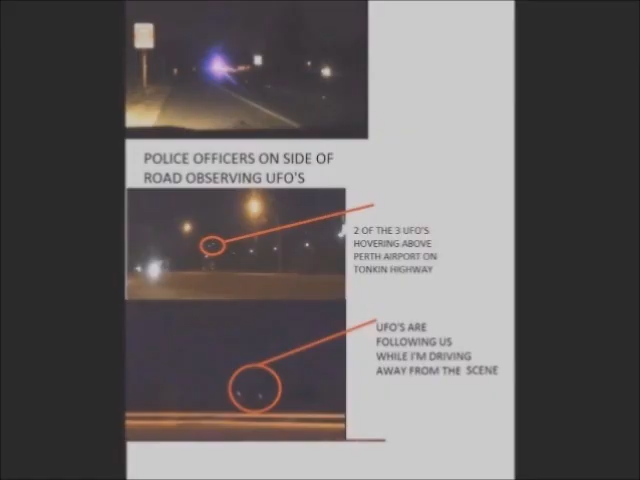 POLICE OFFICERS ON SIDE OF
ROAD OBSERVING UFO'S
2 OF THE 3 UFO'S
HOVERING ABOVE
PERTH AIRPORT ON
TONKIN HIGHWAY
UFO'S ARE
FOLLOWING US
WHILE I'M DRIVING
AWAY FROM THE SCENE